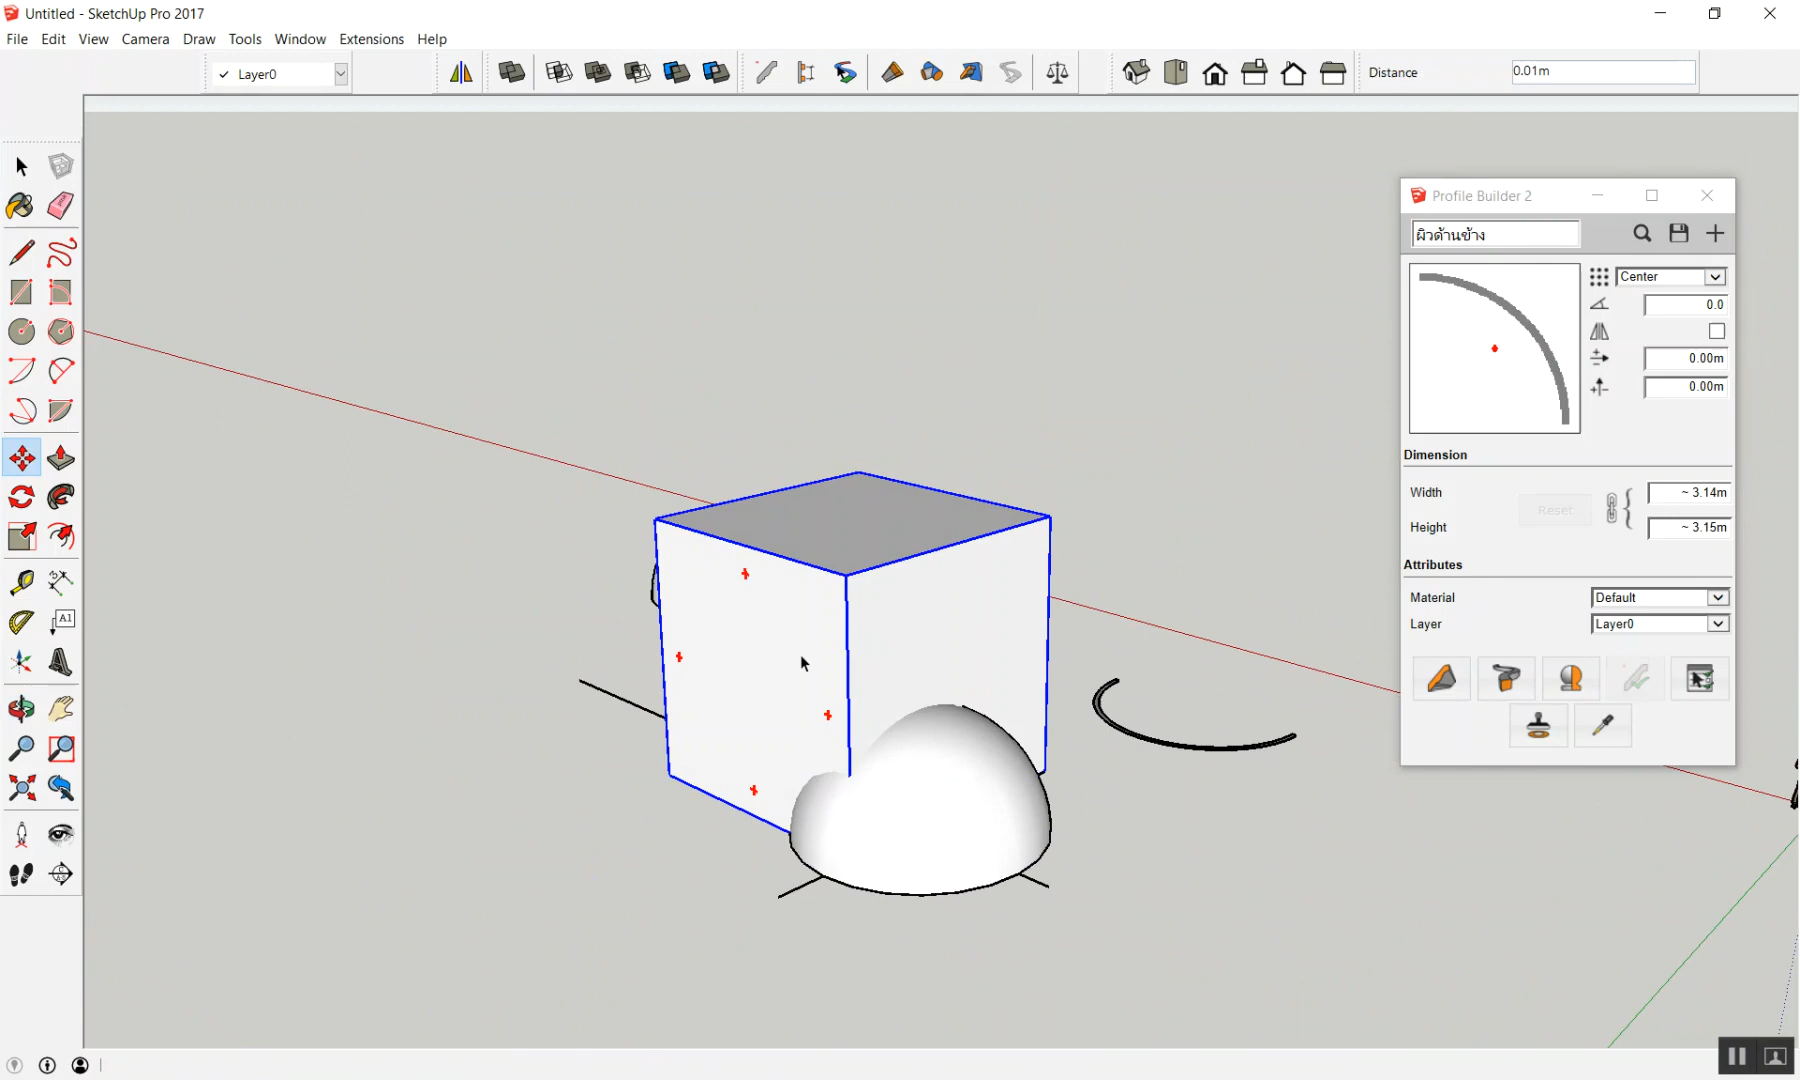 Untitled - SketchUp Pro 2017
File Edit View Camera Draw Tools Window Extensions Help
✓ Layer0
Distance 0.01m
Profile Builder 2
ผิวด้านข้าง
Center
0.0
0.00m
0.00m
Dimension
Width ~ 3.14m
Reset
Height ~ 3.15m
Attributes
Material Default
Layer Layer0
A1